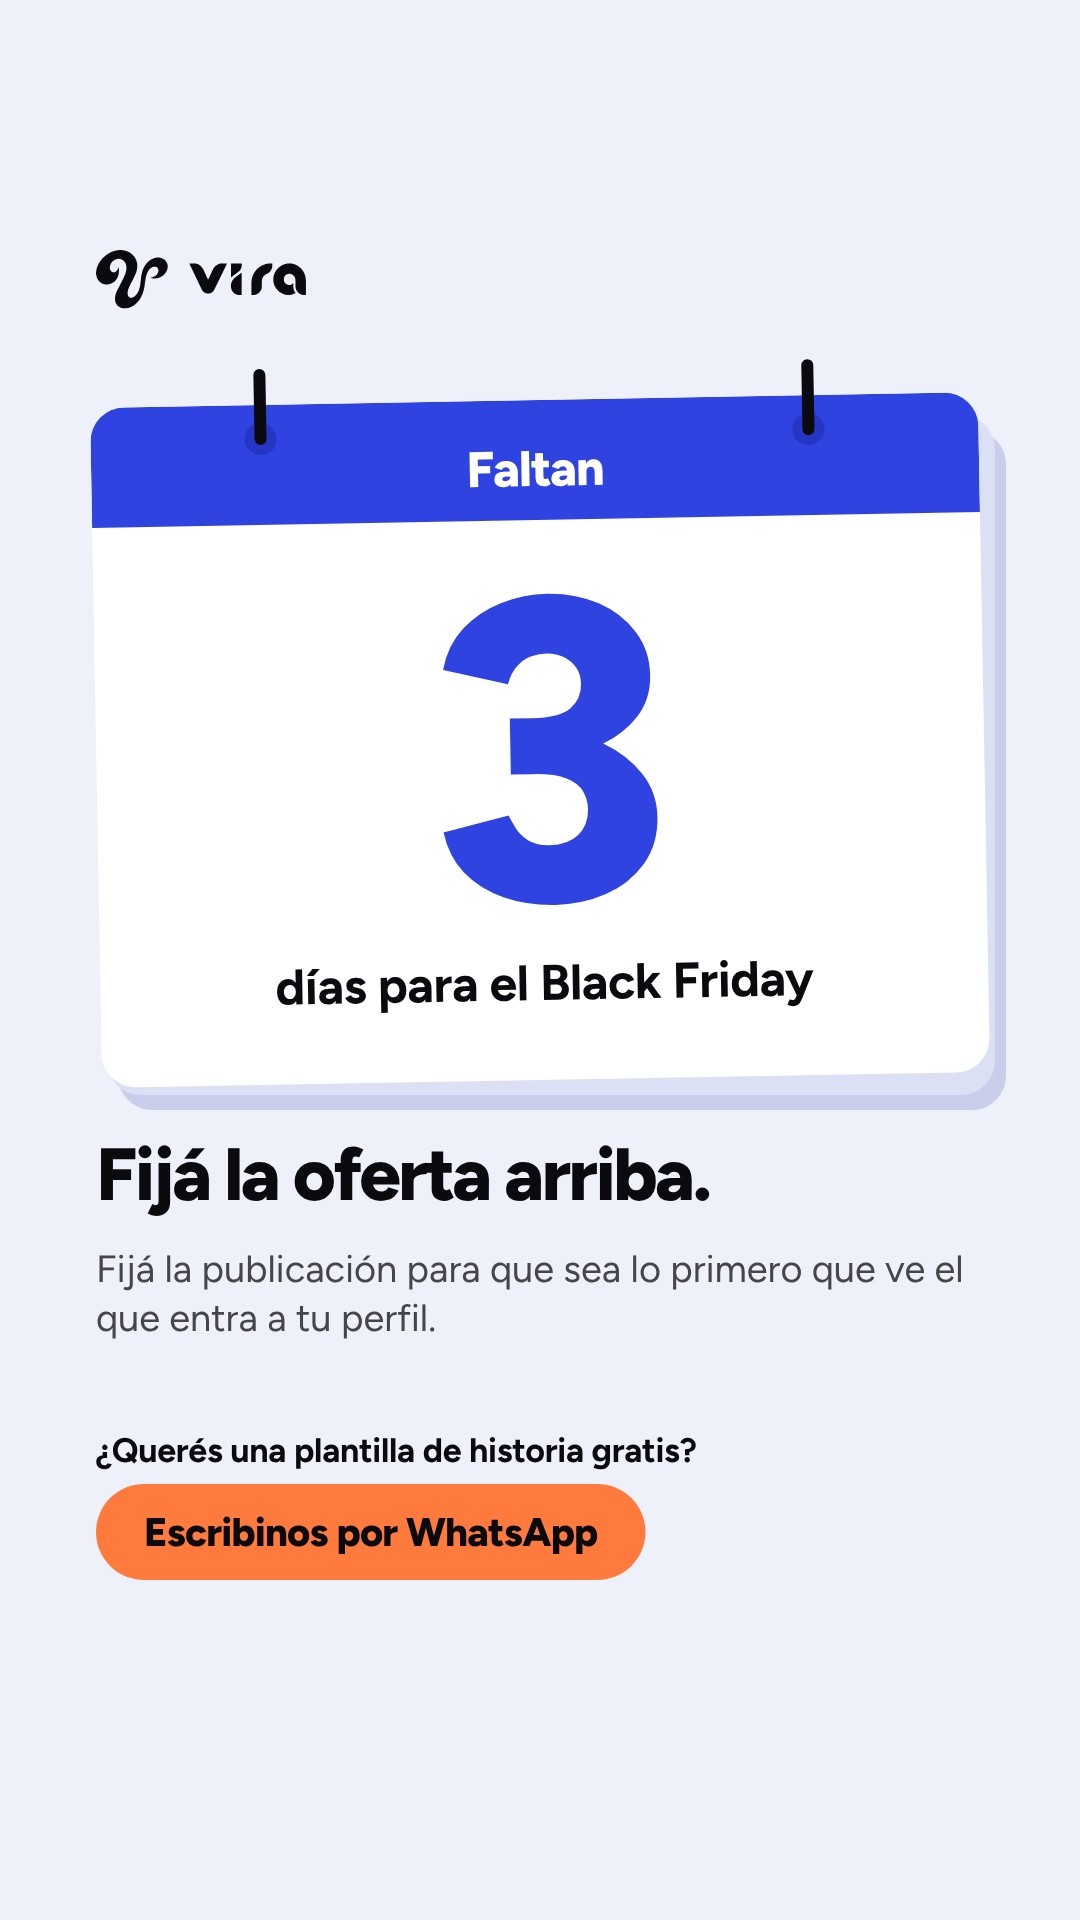 vira
Faltan
3
días para el Black Friday
Fijá la oferta arriba.
Fijá la publicación para que sea lo primero que ve el
que entra a tu perfil.
¿Querés una plantilla de historia gratis?
Escribinos por WhatsApp